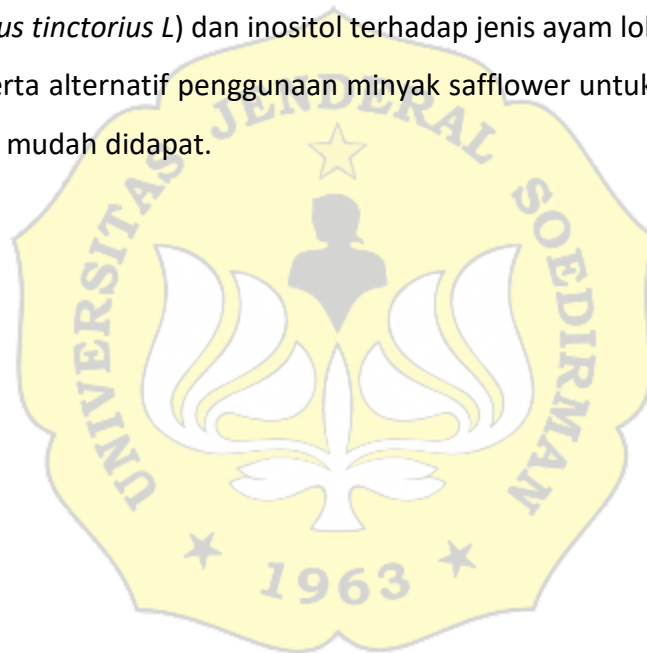 us tinctorius L) dan inositol terhadap jenis ayam lo
erta alternatif penggunaan minyak safflower untuk
mudah didapat.
UNIVERSITAS JENDERAL SOEDIRMAN
1963